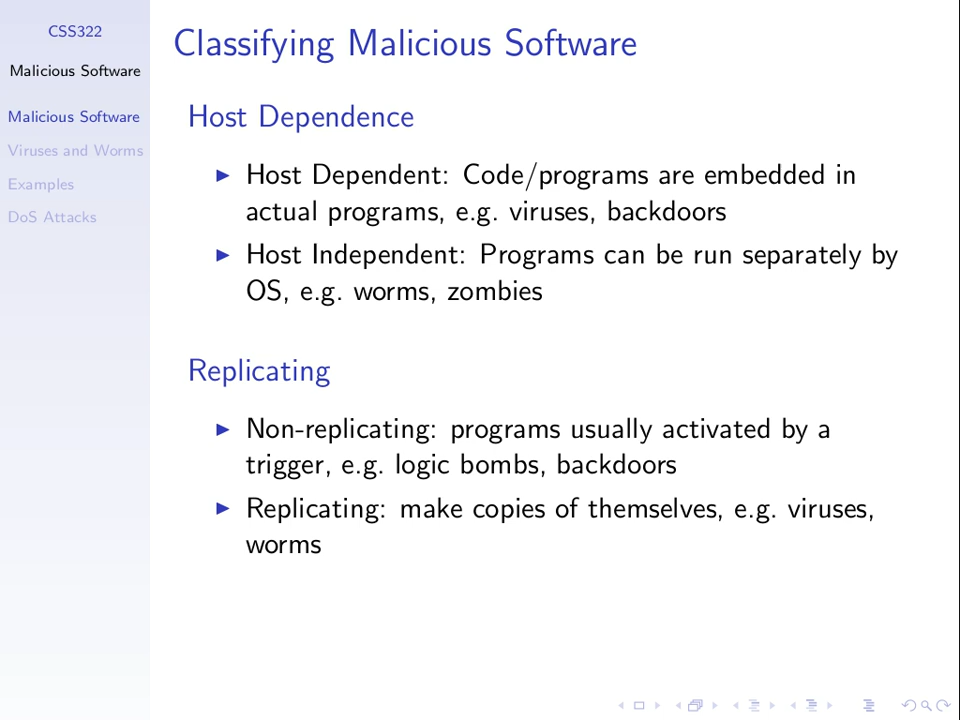 CSS322
Malicious Software
Malicious Software
Viruses and Worms
Examples
DoS Attacks
Classifying Malicious Software
Host Dependence
Host Dependent: Code/programs are embedded in
actual programs, e.g. viruses, backdoors
Host Independent: Programs can be run separately by
OS, e.g. worms, zombies
Replicating
Non-replicating: programs usually activated by a
trigger, e.g. logic bombs, backdoors
Replicating: make copies of themselves, e.g. viruses,
worms